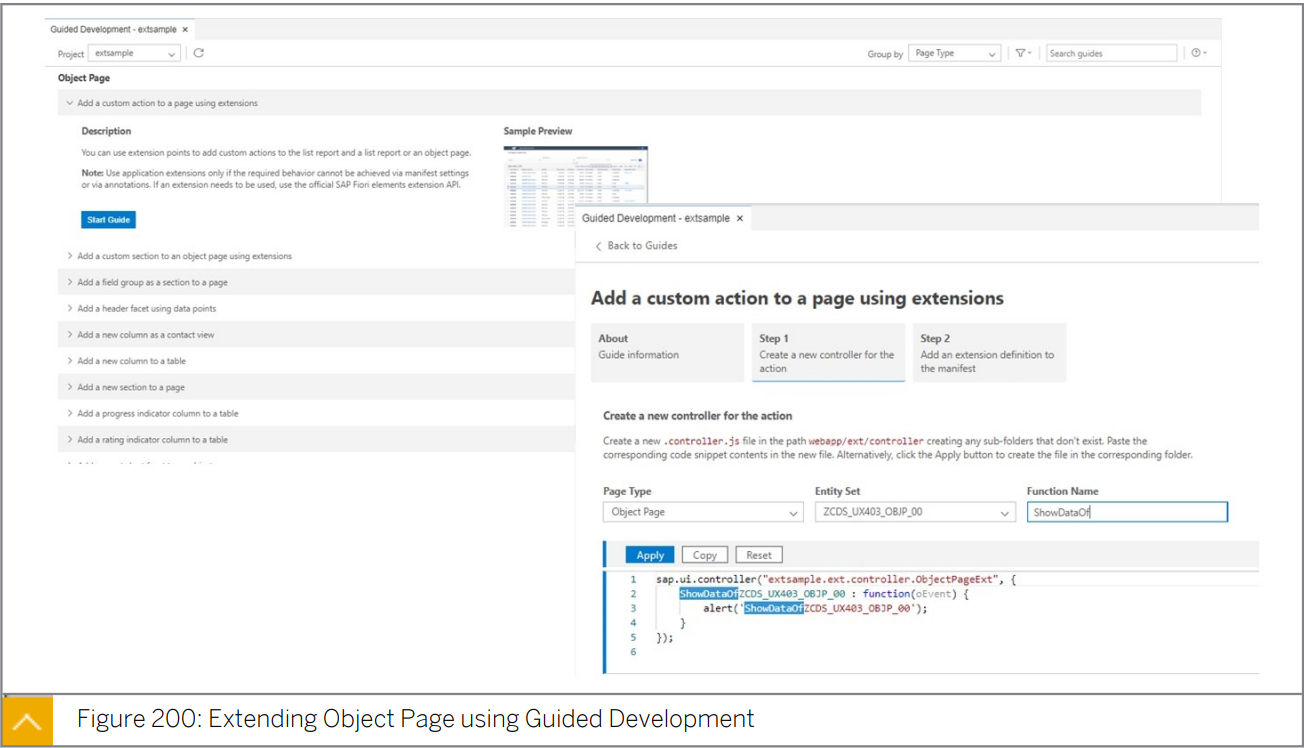 Guided Development - extsample ×
Project extsample
Group by Page Type Search guides
Object Page
Add a custom action to a page using extensions
Description
You can use extension points to add custom actions to the list report and a list report or an object page.
Note: Use application extensions only if the required behavior cannot be achieved via manifest settings
or via annotations. If an extension needs to be used, use the official SAP Fiori elements extension API.
Start Guide
Sample Preview
Add a custom section to an object page using extensions
Add a field group as a section to a page
Add a header facet using data points
Add a new column as a contact view
Add a new column to a table
Add a new section to a page
Add a progress indicator column to a table
Add a rating indicator column to a table
Guided Development - extsample ×
Back to Guides
Add a custom action to a page using extensions
About
Guide information
Step 1
Create a new controller for the
action
Step 2
Add an extension definition to
the manifest
Create a new controller for the action
Create a new .controller.js file in the path webapp/ext/controller creating any sub-folders that don't exist. Paste the
corresponding code snippet contents in the new file. Alternatively, click the Apply button to create the file in the corresponding folder.
Page Type
Object Page
Entity Set
ZCDS_UX403_OBJP_00
Function Name
ShowDataOf
Apply Copy Reset
1 sap.ui.controller("extsample.ext.controller.ObjectPageExt", {
2 ShowDataOfZCDS_UX403_OBJP_00 : function(oEvent) {
3 alert('ShowDataOfZCDS_UX403_OBJP_00');
4 }
5 });
6
Figure 200: Extending Object Page using Guided Development